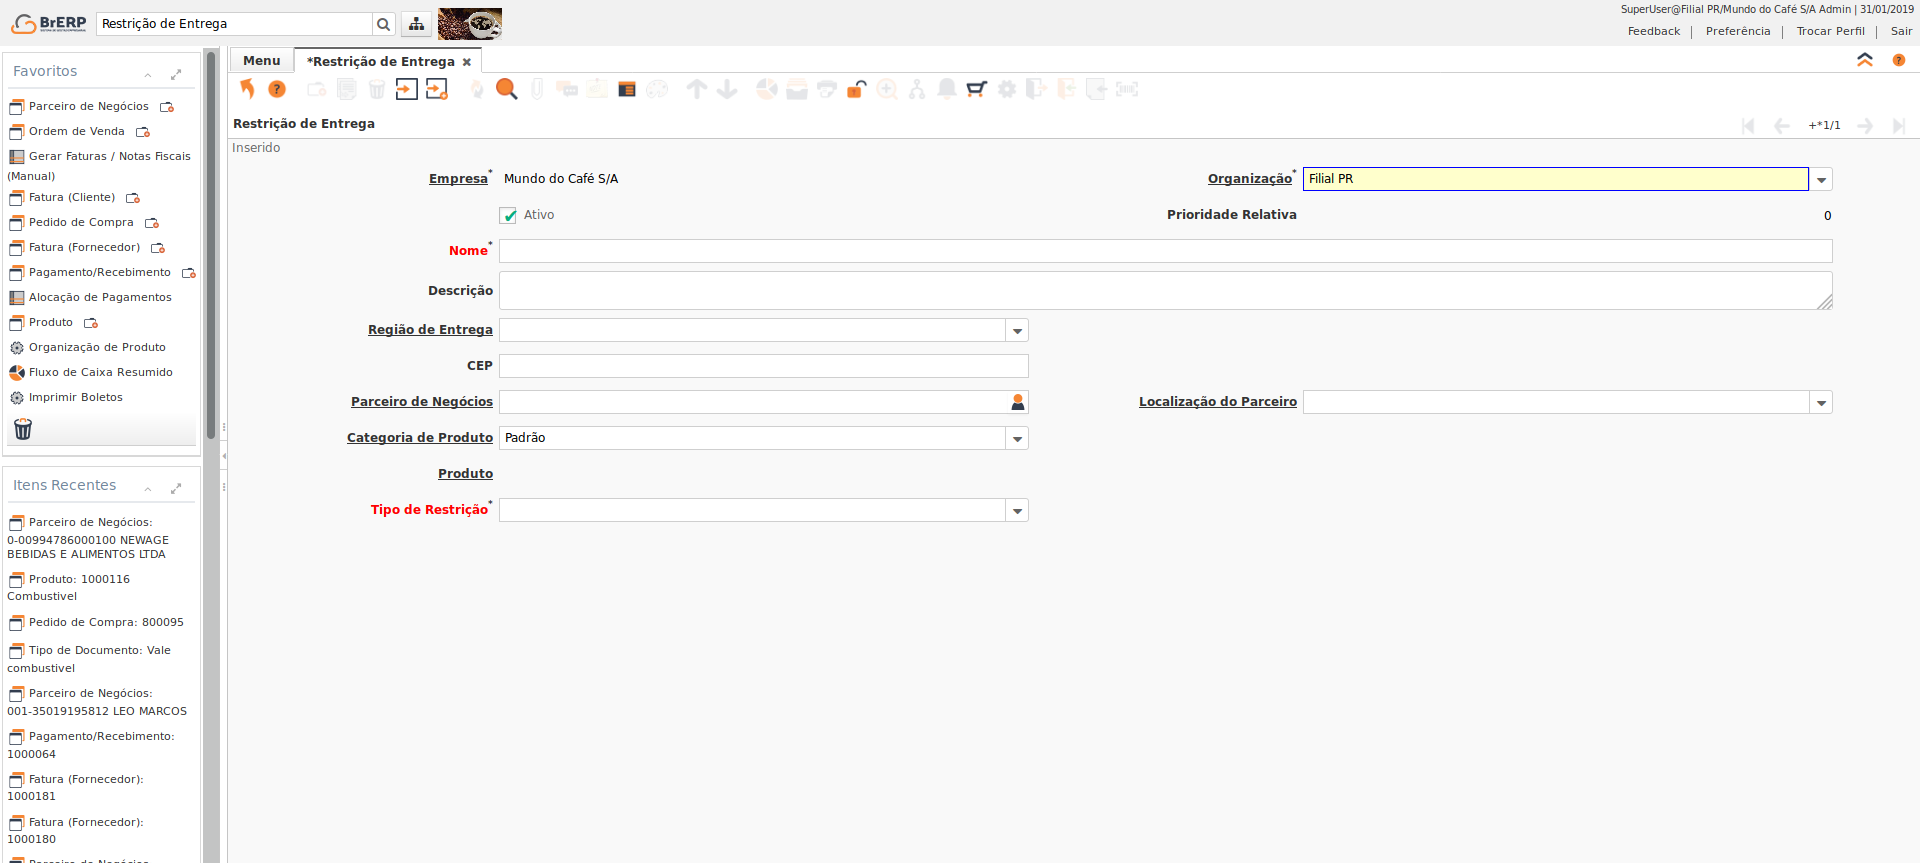 BrERP
Restrição de Entrega
SuperUser@Filial PR/Mundo do Café S/A Admin | 31/01/2019
Feedback | Preferência | Trocar Perfil | Sair
Favoritos
Parceiro de Negócios
Ordem de Venda
Gerar Faturas / Notas Fiscais
(Manual)
Fatura (Cliente)
Pedido de Compra
Fatura (Fornecedor)
Pagamento/Recebimento
Alocação de Pagamentos
Produto
Organização de Produto
Fluxo de Caixa Resumido
Imprimir Boletos
Itens Recentes
Parceiro de Negócios:
0-00994786000100 NEWAGE
BEBIDAS E ALIMENTOS LTDA
Produto: 1000116
Combustivel
Pedido de Compra: 800095
Tipo de Documento: Vale
combustivel
Parceiro de Negócios:
001-35019195812 LEO MARCOS
Pagamento/Recebimento:
1000064
Fatura (Fornecedor):
1000181
Fatura (Fornecedor):
1000180
Parceiro de Negócios
Menu
*Restrição de Entrega
Restrição de Entrega
+*1/1
Inserido
Empresa* Mundo do Café S/A
Organização* Filial PR
Ativo
Prioridade Relativa 0
Nome*
Descrição
Região de Entrega
CEP
Parceiro de Negócios
Localização do Parceiro
Categoria de Produto Padrão
Produto
Tipo de Restrição*